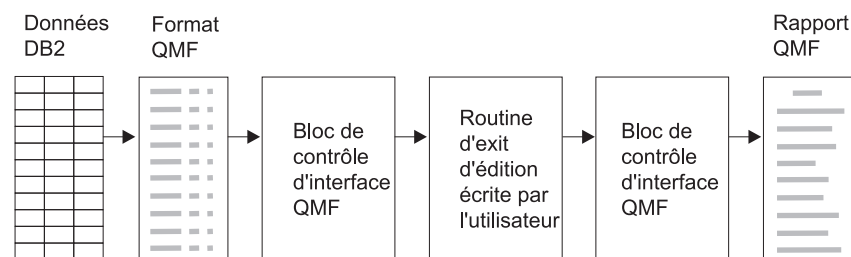 Données
DB2
Format
QMF
Rapport
QMF
Bloc de
contrôle
d'interface
QMF
Routine
d'exit
d'édition
écrite par
l'utilisateur
Bloc de
contrôle
d'interface
QMF